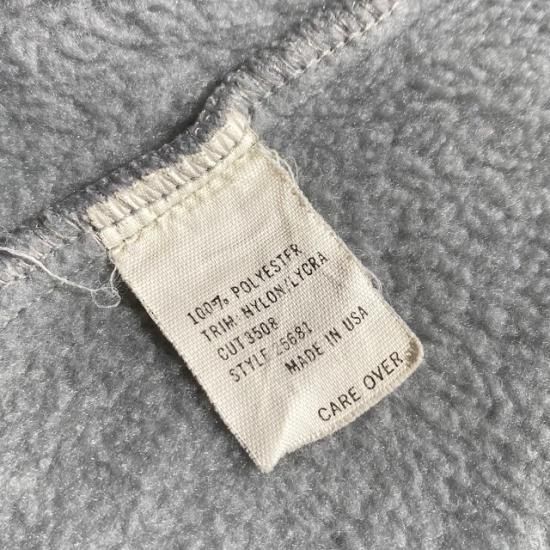 100% POLYESTER
TRIM: NYLON/LYCRA
CUT 3508
STYLE 25681
MADE IN USA
CARE OVER